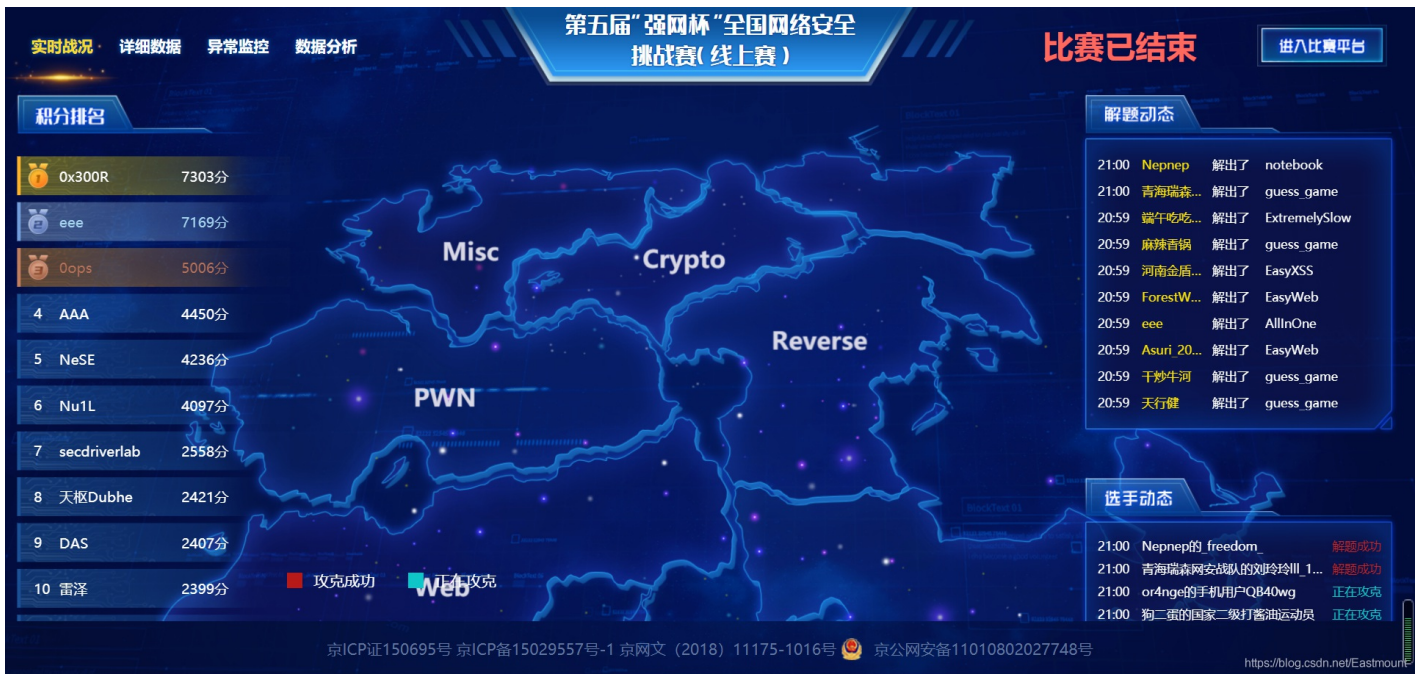 第五届“强网杯”全国网络安全
挑战赛(线上赛)
实时战况 详细数据 异常监控 数据分析
比赛已结束
进入比赛平台
积分排名
1 0x300R 7303分
2 eee 7169分
3 0ops 5006分
4 AAA 4450分
5 NeSE 4236分
6 Nu1L 4097分
7 secdriverlab 2558分
8 天枢Dubhe 2421分
9 DAS 2407分
10 雷泽 2399分
Misc
Crypto
Reverse
PWN
Web
攻克成功 正在攻克
解题动态
21:00 Nepnep 解出了 notebook
21:00 青海瑞森... 解出了 guess_game
20:59 端午吃吃... 解出了 ExtremelySlow
20:59 麻辣香锅 解出了 guess_game
20:59 河南金盾... 解出了 EasyXSS
20:59 ForestW... 解出了 EasyWeb
20:59 eee 解出了 AllInOne
20:59 Asuri_20... 解出了 EasyWeb
20:59 干炒牛河 解出了 guess_game
20:59 天行健 解出了 guess_game
选手动态
21:00 Nepnep的_freedom_ 解题成功
21:00 青海瑞森网安战队的刘玲玲lll_1... 解题成功
21:00 or4nge的手机用户QB40wg 正在攻克
21:00 狗二蛋的国家二级打酱油运动员 正在攻克
京ICP证150695号 京ICP备15029557号-1 京网文（2018）11175-1016号 京公网安备11010802027748号
https://blog.csdn.net/Eastmount